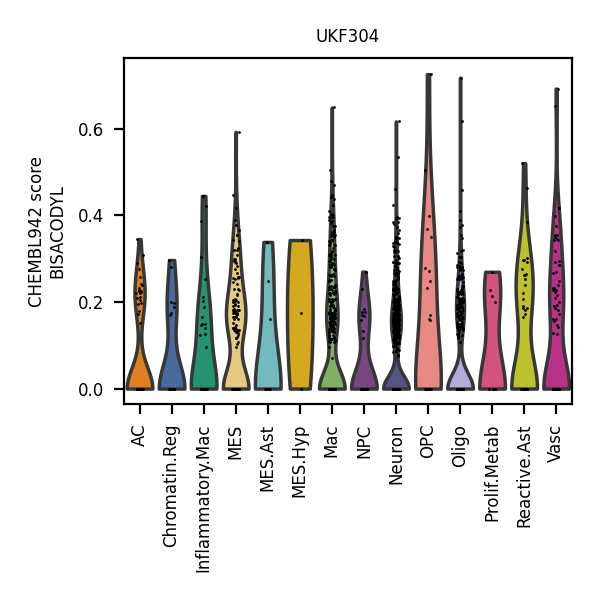 UKF304
CHEMBL942 score
BISACODYL
0.6
0.4
0.2
0.0
AC
Chromatin.Reg
Inflammatory.Mac
MES
MES.Ast
MES.Hyp
Mac
NPC
Neuron
OPC
Oligo
Prolif.Metab
Reactive.Ast
Vasc